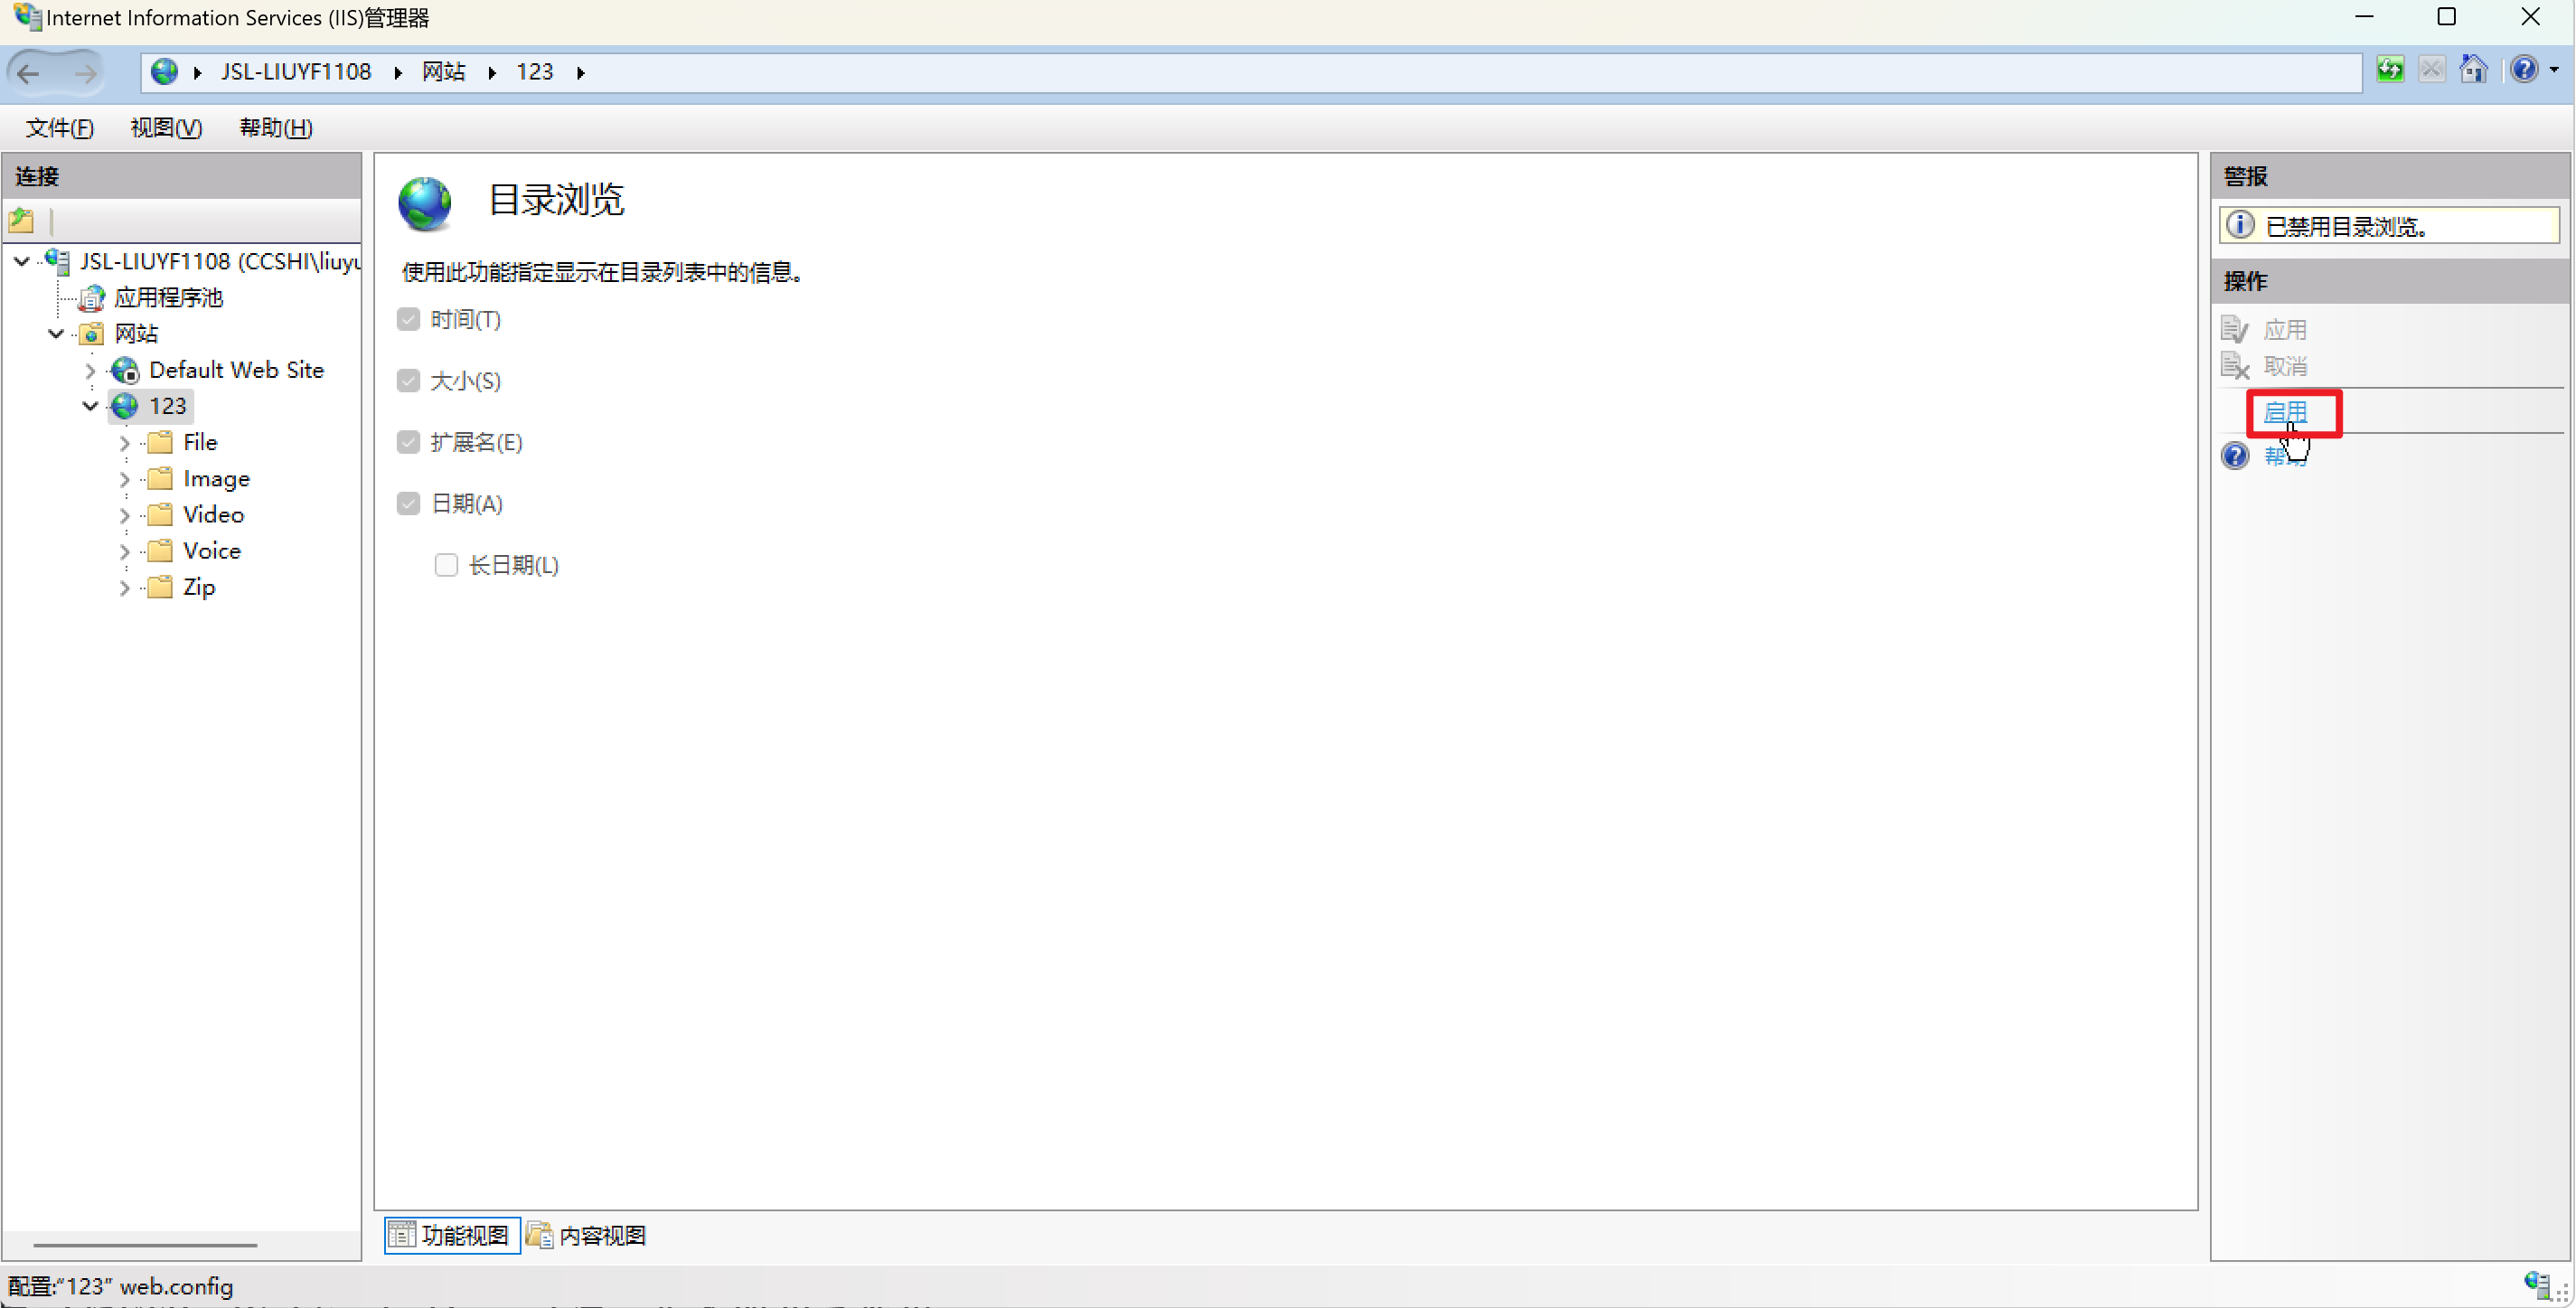 Internet Information Services (IIS)管理器
JSL-LIUYF1108 网站 123
文件(F) 视图(V) 帮助(H)
连接
JSL-LIUYF1108 (CCSHI\liuyu
应用程序池
网站
Default Web Site
123
File
Image
Video
Voice
Zip
目录浏览
使用此功能指定显示在目录列表中的信息。
时间(T)
大小(S)
扩展名(E)
日期(A)
长日期(L)
功能视图 内容视图
警报
已禁用目录浏览。
操作
应用
取消
启用
帮助
配置:“123” web.config